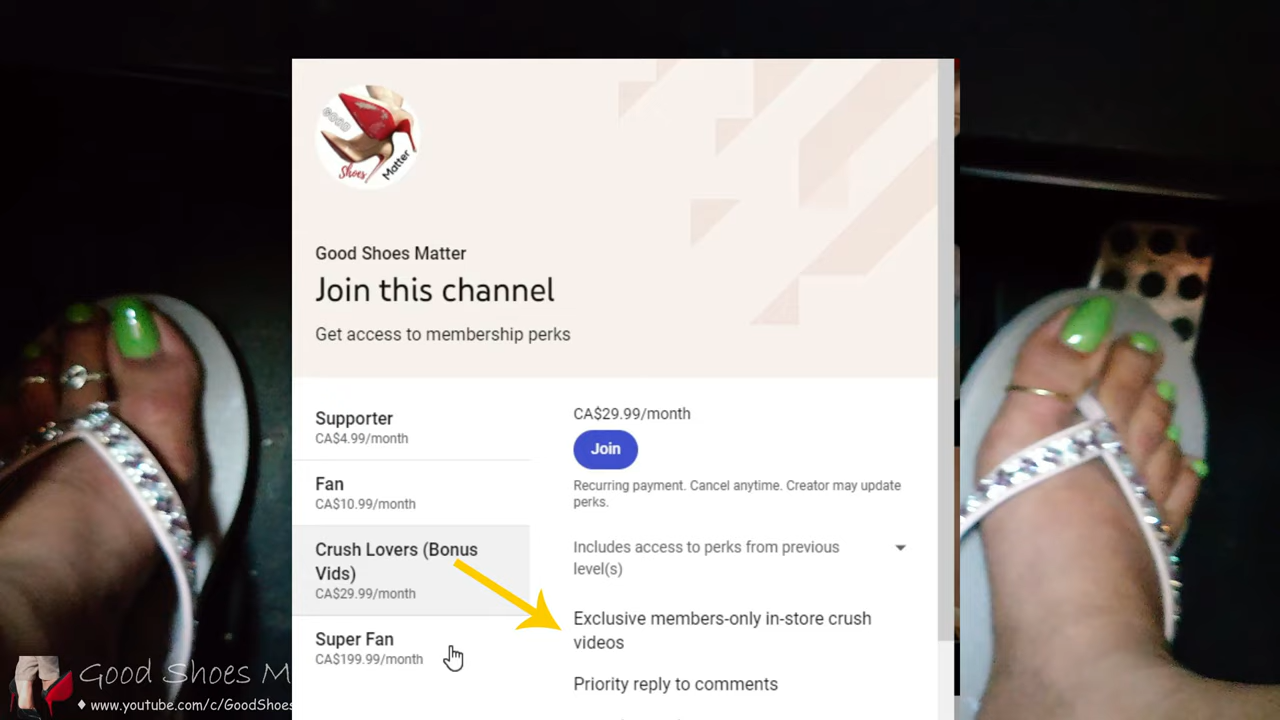 GOOD
Shoes Matter
Good Shoes Matter
Join this channel
Get access to membership perks
Supporter
CA$4.99/month
Fan
CA$10.99/month
Crush Lovers (Bonus
Vids)
CA$29.99/month
Super Fan
CA$199.99/month
CA$29.99/month
Join
Recurring payment. Cancel anytime. Creator may update
perks.
Includes access to perks from previous
level(s)
Exclusive members-only in-store crush
videos
Priority reply to comments
Good Shoes M
♦ www.youtube.com/c/GoodShoes